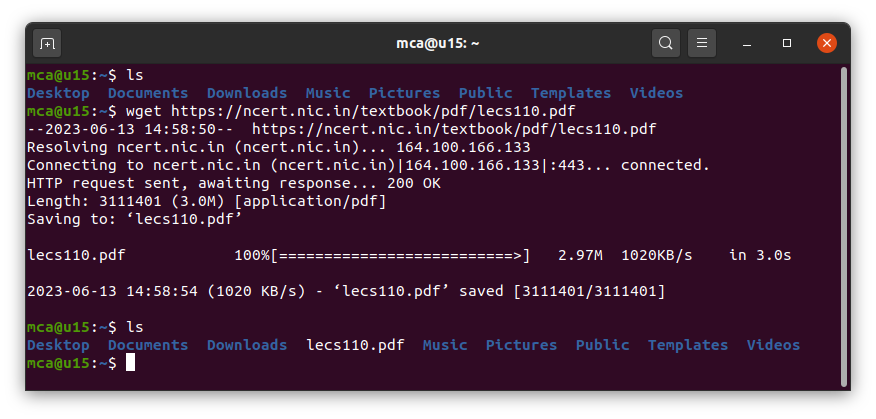 mca@u15: ~
mca@u15:~$ ls
Desktop  Documents  Downloads  Music  Pictures  Public  Templates  Videos
mca@u15:~$ wget https://ncert.nic.in/textbook/pdf/lecs110.pdf
--2023-06-13 14:58:50--  https://ncert.nic.in/textbook/pdf/lecs110.pdf
Resolving ncert.nic.in (ncert.nic.in)... 164.100.166.133
Connecting to ncert.nic.in (ncert.nic.in)|164.100.166.133|:443... connected.
HTTP request sent, awaiting response... 200 OK
Length: 3111401 (3.0M) [application/pdf]
Saving to: ‘lecs110.pdf’
lecs110.pdf            100%[==========================>]   2.97M  1020KB/s    in 3.0s
2023-06-13 14:58:54 (1020 KB/s) - ‘lecs110.pdf’ saved [3111401/3111401]
mca@u15:~$ ls
Desktop  Documents  Downloads  lecs110.pdf  Music  Pictures  Public  Templates  Videos
mca@u15:~$